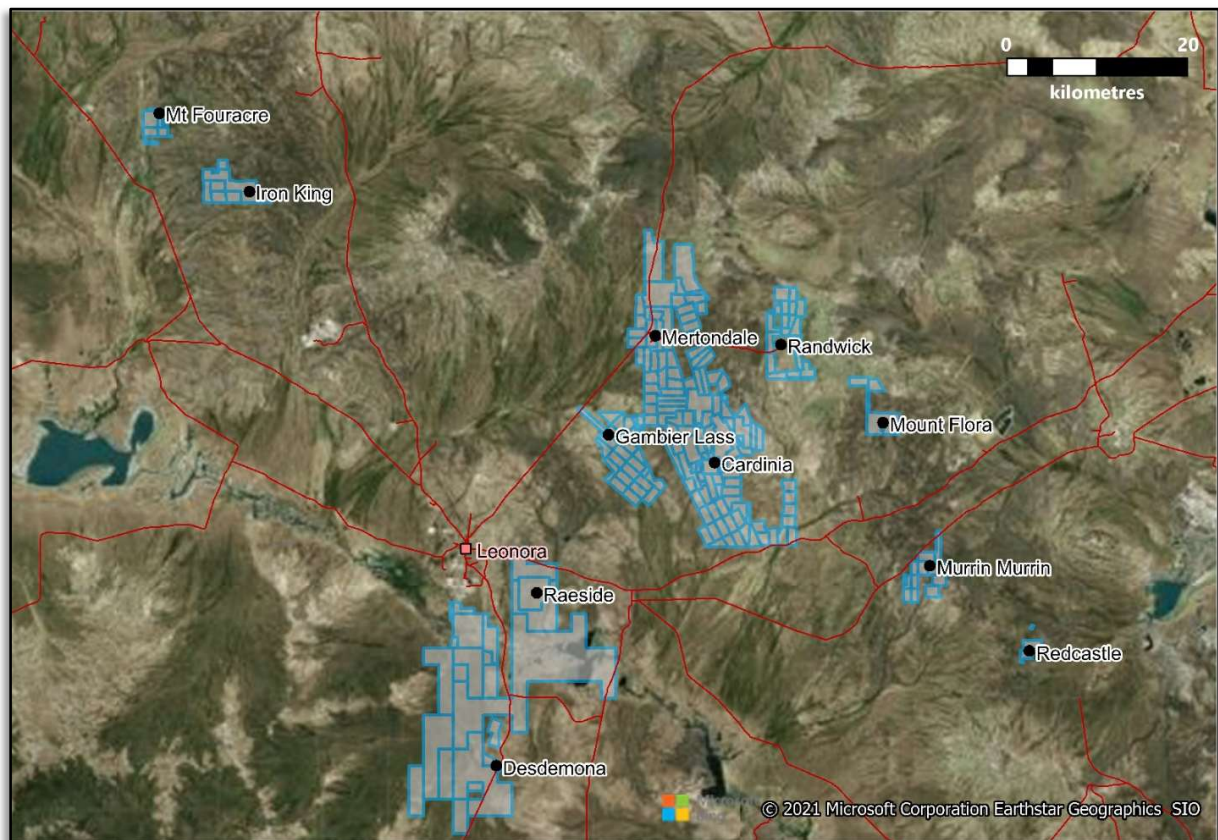 0 20
kilometres
Mt Fouracre
Iron King
Mertondale
Randwick
Mount Flora
Gambier Lass
Cardinia
Leonora
Murrin Murrin
Raeside
Redcastle
Desdemona
© 2021 Microsoft Corporation Earthstar Geographics SIO